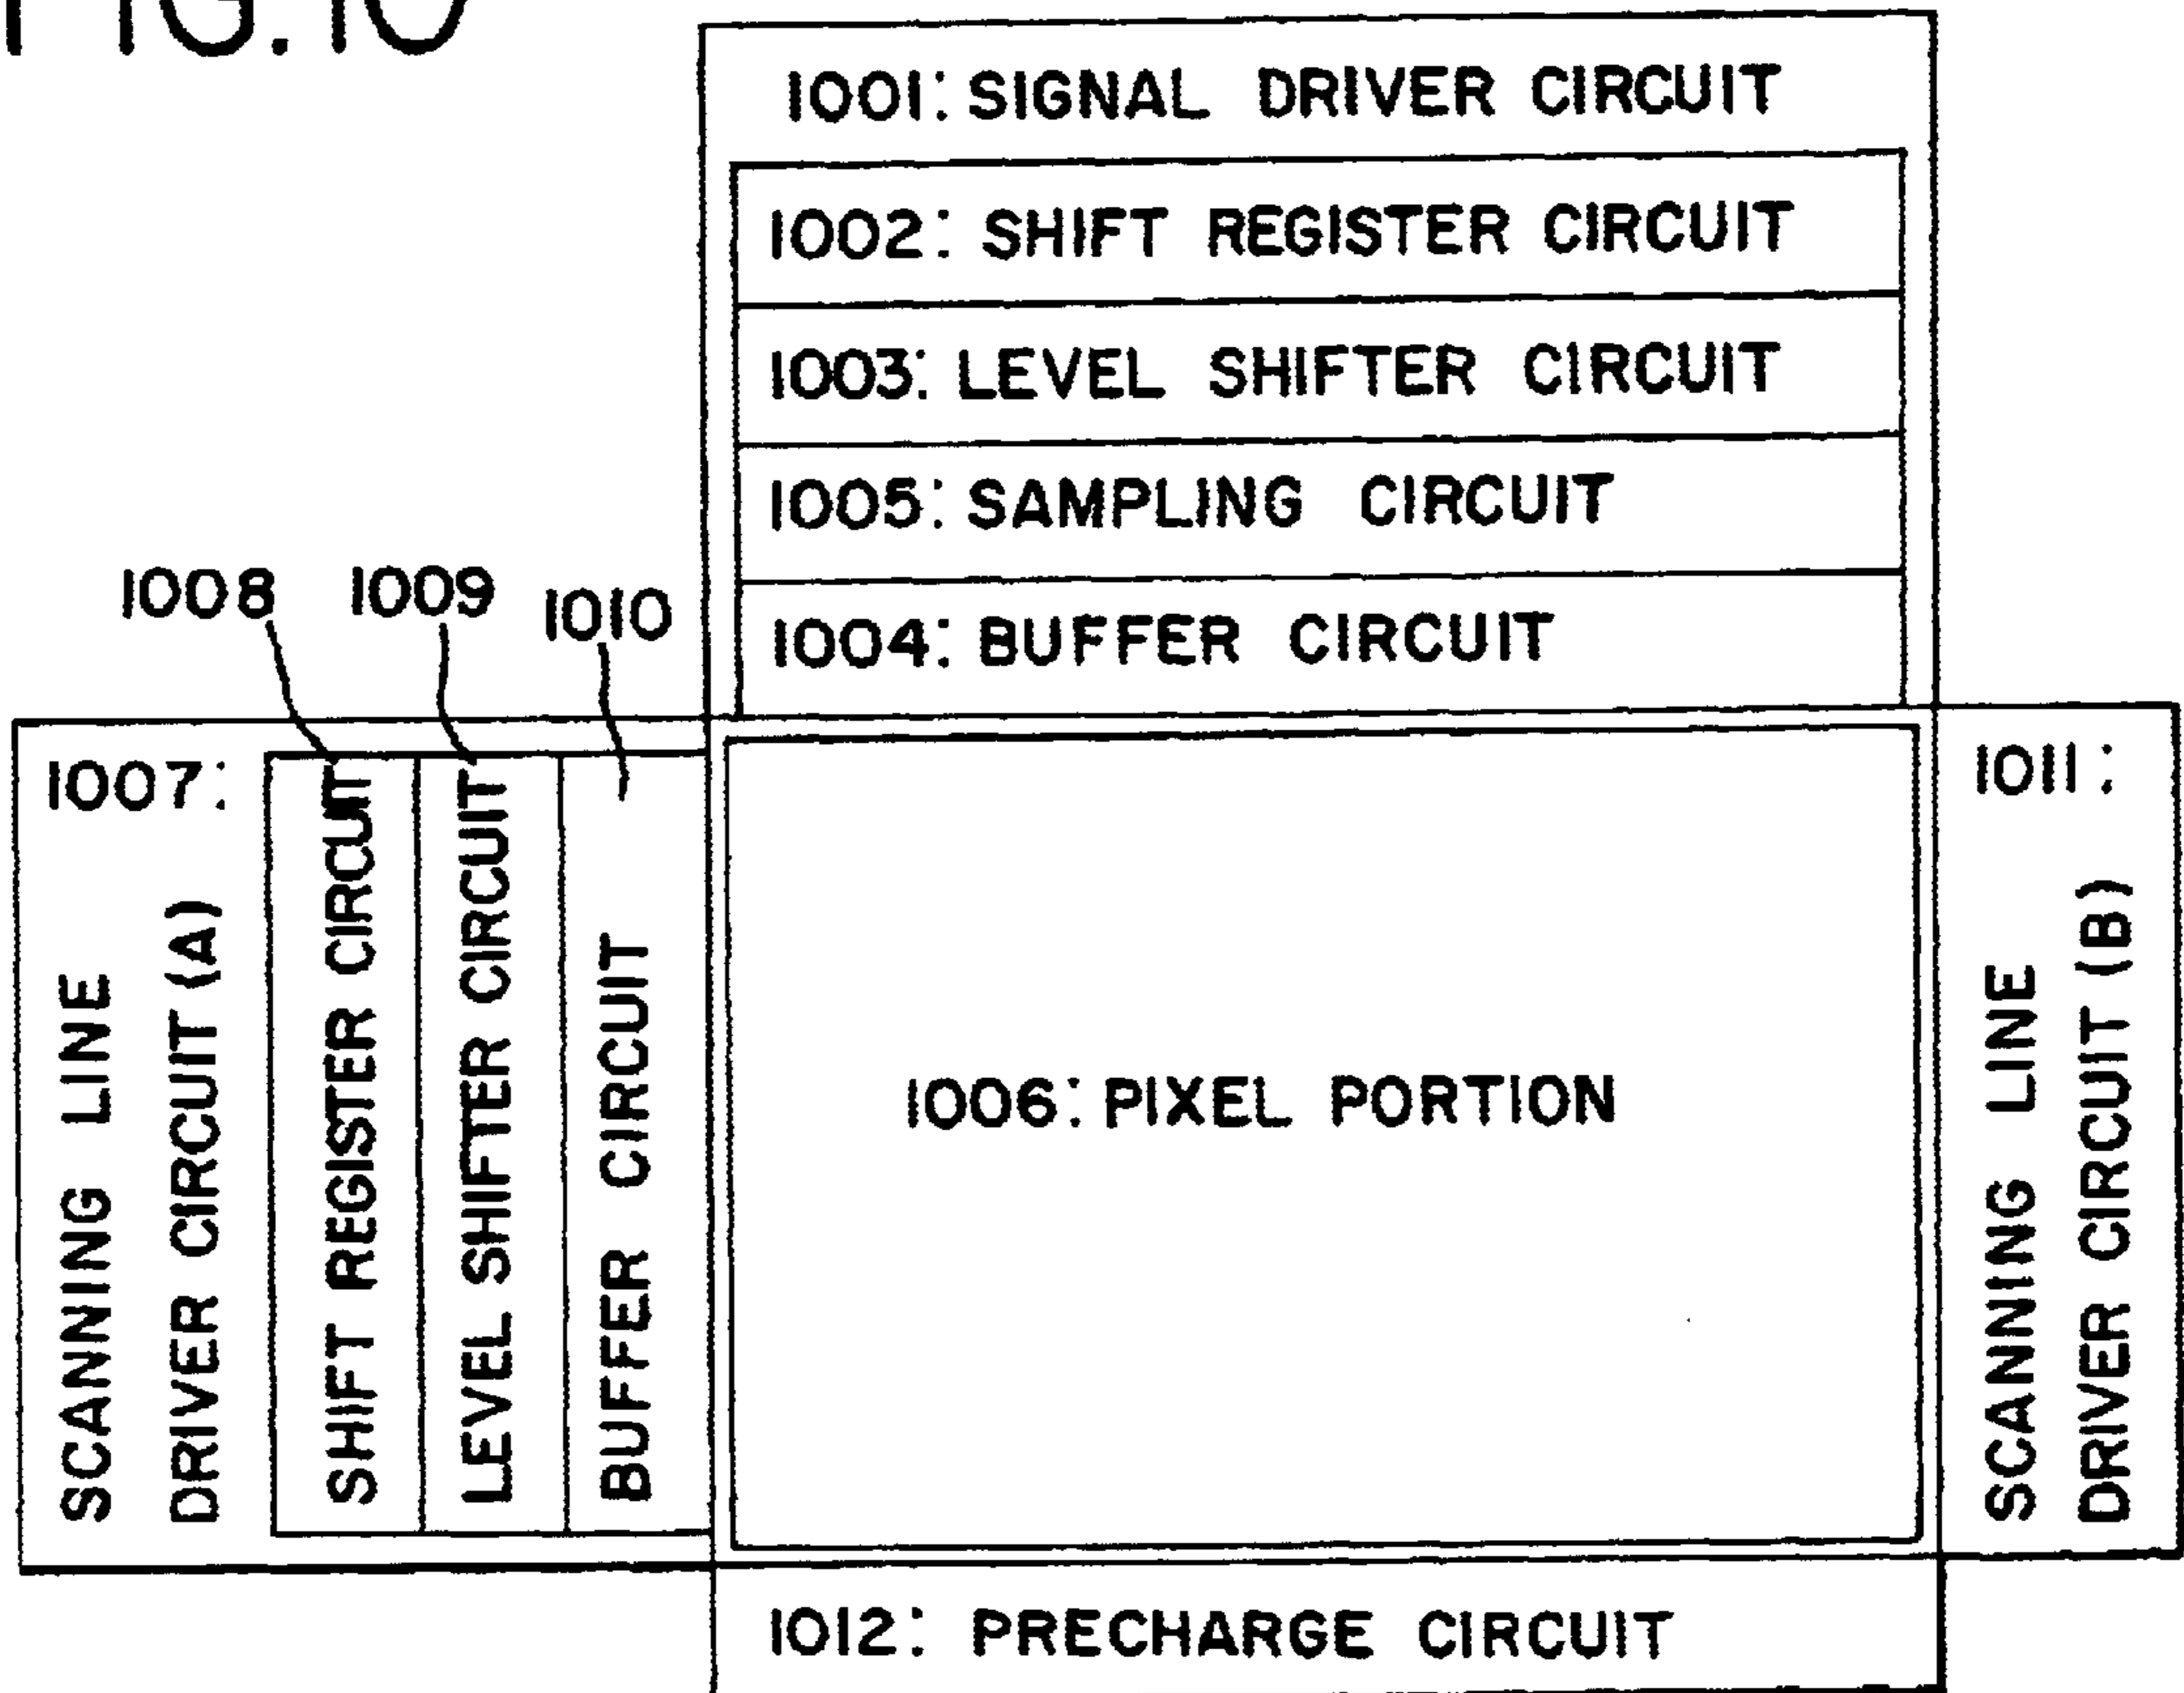 FIG. 10
1001: SIGNAL DRIVER CIRCUIT
1002: SHIFT REGISTER CIRCUIT
1003: LEVEL SHIFTER CIRCUIT
1005: SAMPLING CIRCUIT
1004: BUFFER CIRCUIT
1008
1009
1010
1007:
SCANNING LINE
DRIVER CIRCUIT (A)
SHIFT REGISTER CIRCUIT
LEVEL SHIFTER CIRCUIT
BUFFER CIRCUIT
1006: PIXEL PORTION
1011:
SCANNING LINE
DRIVER CIRCUIT (B)
1012: PRECHARGE CIRCUIT